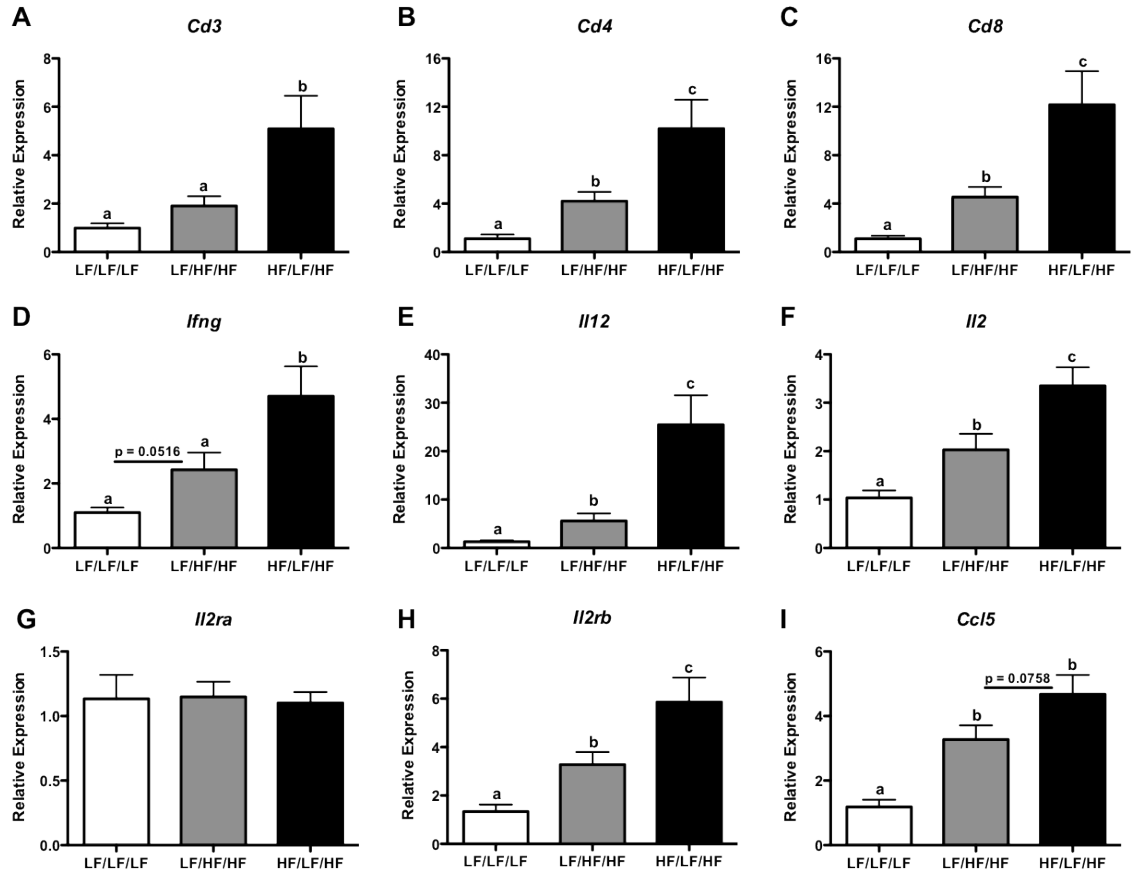 A
Cd3
Relative Expression
8
6
4
2
0
a
a
b
LF/LF/LF
LF/HF/HF
HF/LF/HF
B
Cd4
Relative Expression
16
12
8
4
0
a
b
c
LF/LF/LF
LF/HF/HF
HF/LF/HF
C
Cd8
Relative Expression
16
12
8
4
0
a
b
c
LF/LF/LF
LF/HF/HF
HF/LF/HF
D
Ifng
Relative Expression
6
4
2
0
p = 0.0516
a
a
b
LF/LF/LF
LF/HF/HF
HF/LF/HF
E
Il12
Relative Expression
40
30
20
10
0
a
b
c
LF/LF/LF
LF/HF/HF
HF/LF/HF
F
Il2
Relative Expression
4
3
2
1
0
a
b
c
LF/LF/LF
LF/HF/HF
HF/LF/HF
G
Il2ra
Relative Expression
1.5
1.0
0.5
0.0
LF/LF/LF
LF/HF/HF
HF/LF/HF
H
Il2rb
Relative Expression
8
6
4
2
0
a
b
c
LF/LF/LF
LF/HF/HF
HF/LF/HF
I
Ccl5
Relative Expression
6
4
2
0
p = 0.0758
a
b
b
LF/LF/LF
LF/HF/HF
HF/LF/HF